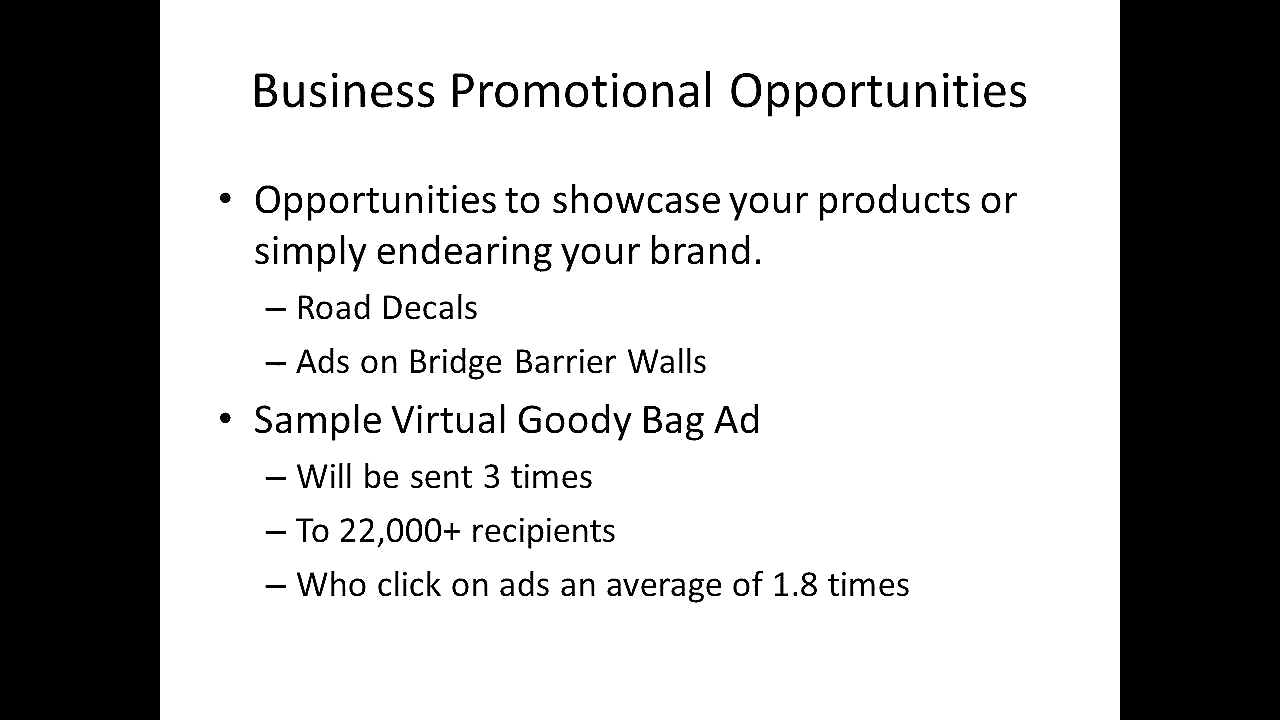 Business Promotional Opportunities
• Opportunities to showcase your products or
simply endearing your brand.
– Road Decals
– Ads on Bridge Barrier Walls
• Sample Virtual Goody Bag Ad
– Will be sent 3 times
– To 22,000+ recipients
– Who click on ads an average of 1.8 times